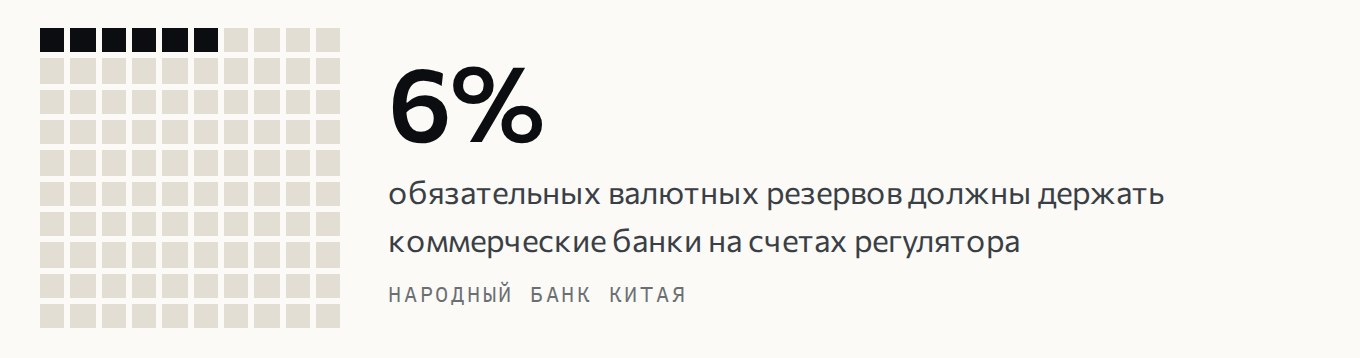 6%
обязательных валютных резервов должны держать
коммерческие банки на счетах регулятора
НАРОДНЫЙ БАНК КИТАЯ